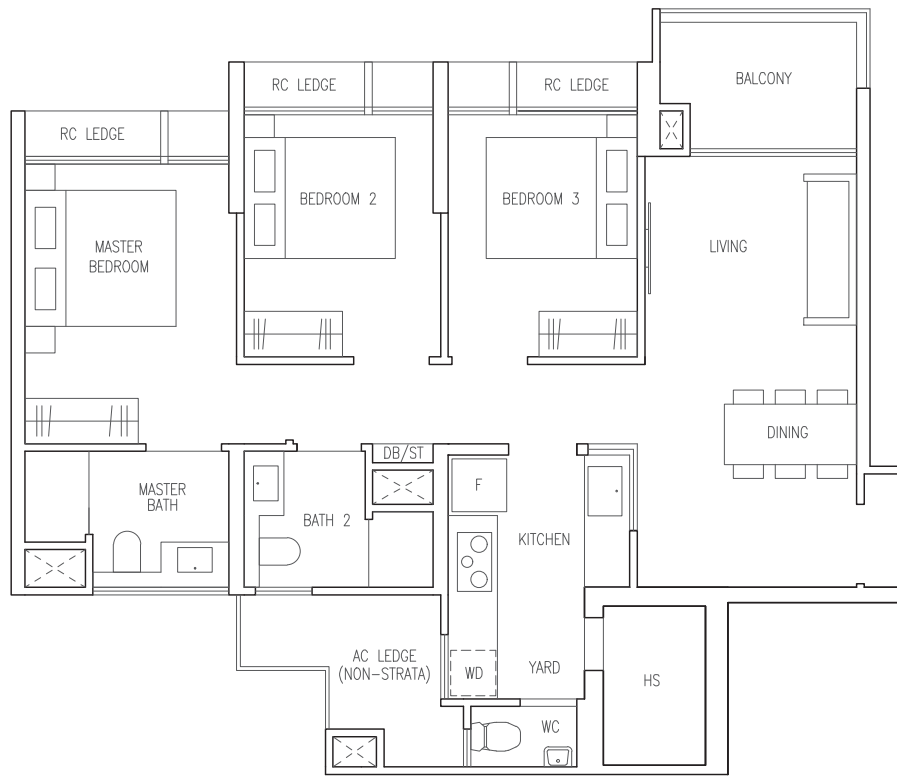 BALCONY
RC LEDGE
RC LEDGE
RC LEDGE
BEDROOM 2
BEDROOM 3
MASTER
BEDROOM
LIVING
DINING
DB/ST
MASTER
BATH
F
BATH 2
KITCHEN
AC LEDGE
(NON-STRATA)
WD
YARD
HS
WC